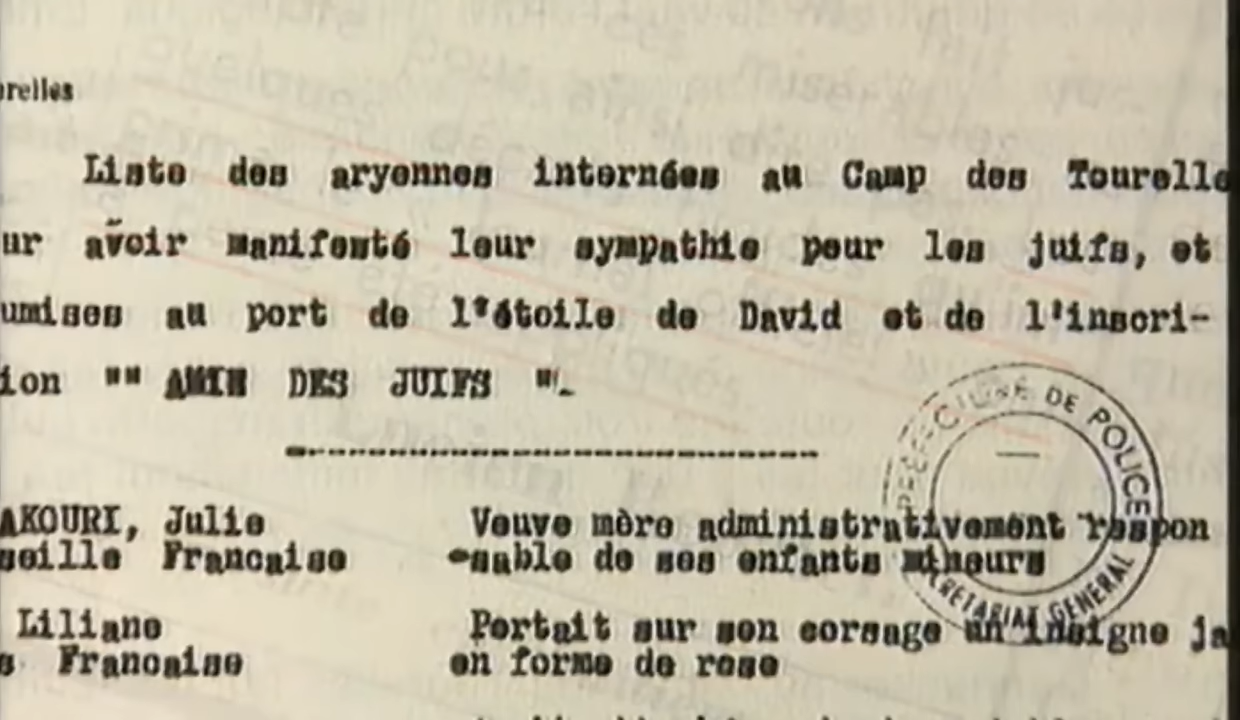 relles
Liste des aryennes internées au Camp des Tourelle
ur avoir manifesté leur sympathie pour les juifs, et
umises au port de l'étoile de David et de l'inscri-
ion "" AMIE DES JUIFS ".-
AKOURI, Julie Veuve mère administrativement respon
seille Francaise -sable de ses enfants mineurs
Liliane Portait sur son corsage un insigne ja
s Francaise en forme de rose
PREFECTURE DE POLICE
SECRETARIAT GENERAL